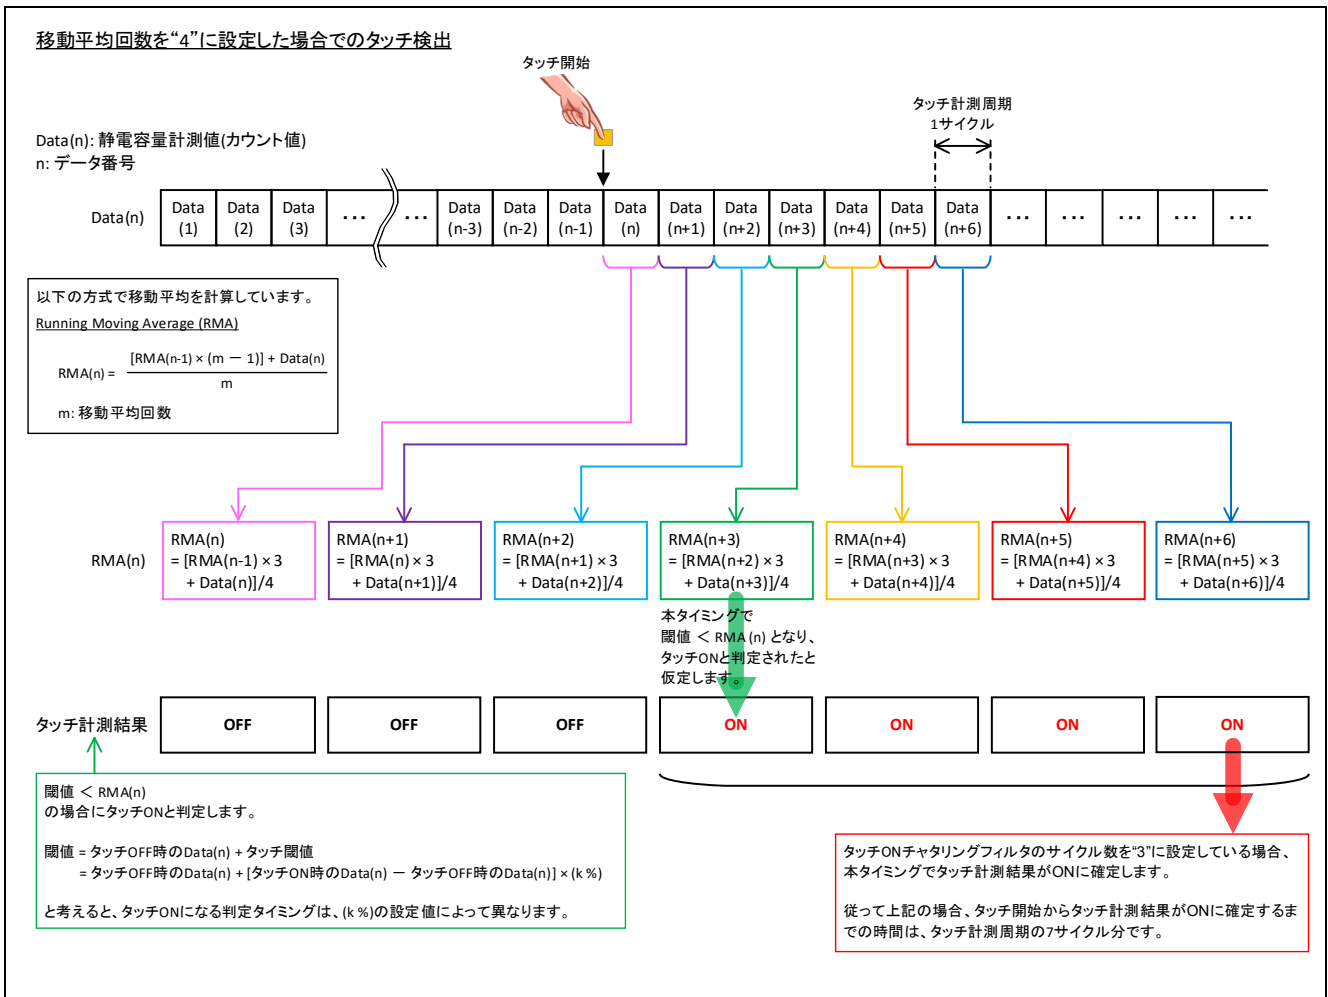 移動平均回数を“4”に設定した場合でのタッチ検出
タッチ開始
タッチ計測周期
1サイクル
Data(n): 静電容量計測値(カウント値)
n: データ番号
Data(n)
Data (1)
Data (2)
Data (3)
･･･
･･･
Data (n-3)
Data (n-2)
Data (n-1)
Data (n)
Data (n+1)
Data (n+2)
Data (n+3)
Data (n+4)
Data (n+5)
Data (n+6)
･･･
･･･
･･･
･･･
･･･
以下の方式で移動平均を計算しています。
Running Moving Average (RMA)
RMA(n) = 
[RMA(n-1) × (m － 1)] + Data(n)
m
m: 移動平均回数
RMA(n)
RMA(n)
= [RMA(n-1) × 3
+ Data(n)]/4
RMA(n+1)
= [RMA(n) × 3
+ Data(n+1)]/4
RMA(n+2)
= [RMA(n+1) × 3
+ Data(n+2)]/4
RMA(n+3)
= [RMA(n+2) × 3
+ Data(n+3)]/4
RMA(n+4)
= [RMA(n+3) × 3
+ Data(n+4)]/4
RMA(n+5)
= [RMA(n+4) × 3
+ Data(n+5)]/4
RMA(n+6)
= [RMA(n+5) × 3
+ Data(n+6)]/4
本タイミングで
閾値 ＜ RMA (n) となり、
タッチONと判定されたと
仮定します。
タッチ計測結果
OFF
OFF
OFF
ON
ON
ON
ON
閾値 ＜ RMA(n)
の場合にタッチONと判定します。
閾値 = タッチOFF時のData(n) + タッチ閾値
= タッチOFF時のData(n) + [タッチON時のData(n) － タッチOFF時のData(n)] × (k %)
と考えると、タッチONになる判定タイミングは、(k %)の設定値によって異なります。
タッチONチャタリングフィルタのサイクル数を“3”に設定している場合、
本タイミングでタッチ計測結果がONに確定します。
従って上記の場合、タッチ開始からタッチ計測結果がONに確定するま
での時間は、タッチ計測周期の7サイクル分です。